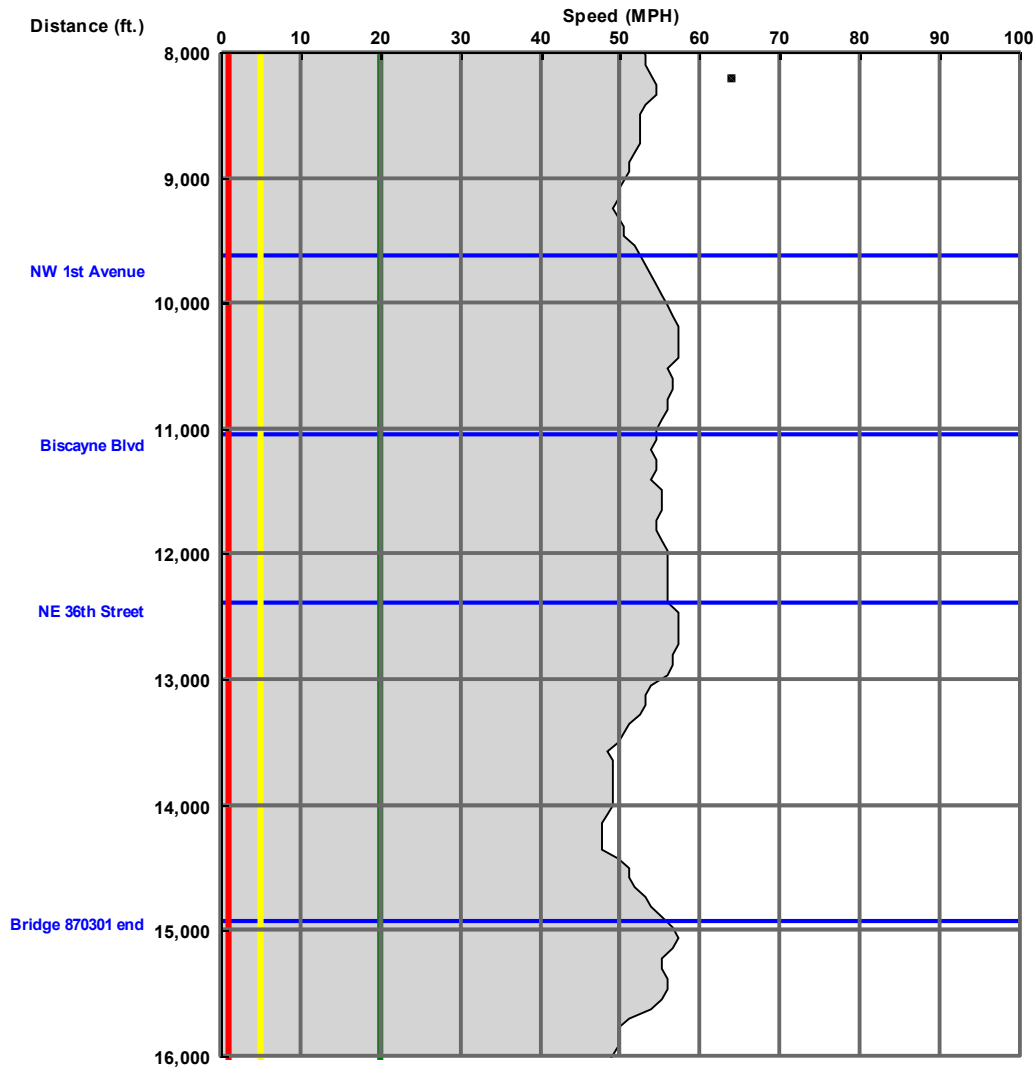 Speed (MPH)
Distance (ft.)
0 10 20 30 40 50 60 70 80 90 100
8,000
9,000
NW 1st Avenue
10,000
11,000
Biscayne Blvd
12,000
NE 36th Street
13,000
14,000
Bridge 870301 end
15,000
16,000